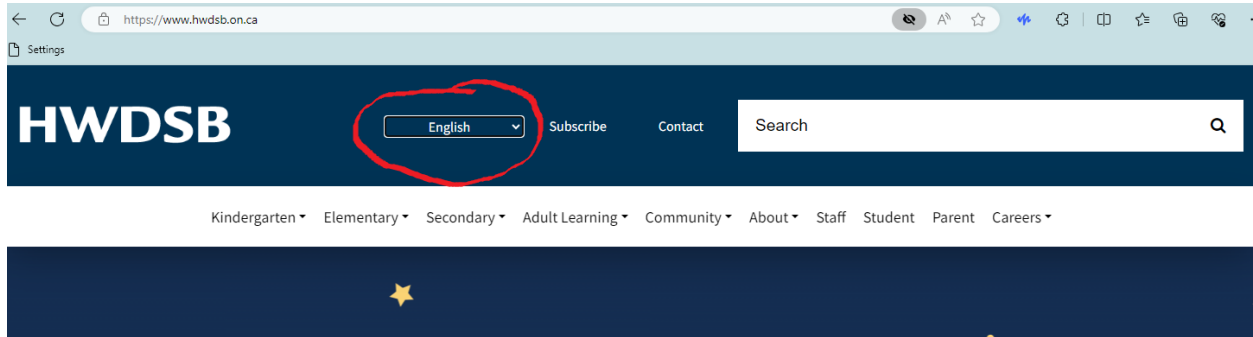 https://www.hwdsb.on.ca
Settings
HWDSB
English
Subscribe
Contact
Search
Kindergarten Elementary Secondary Adult Learning Community About Staff Student Parent Careers